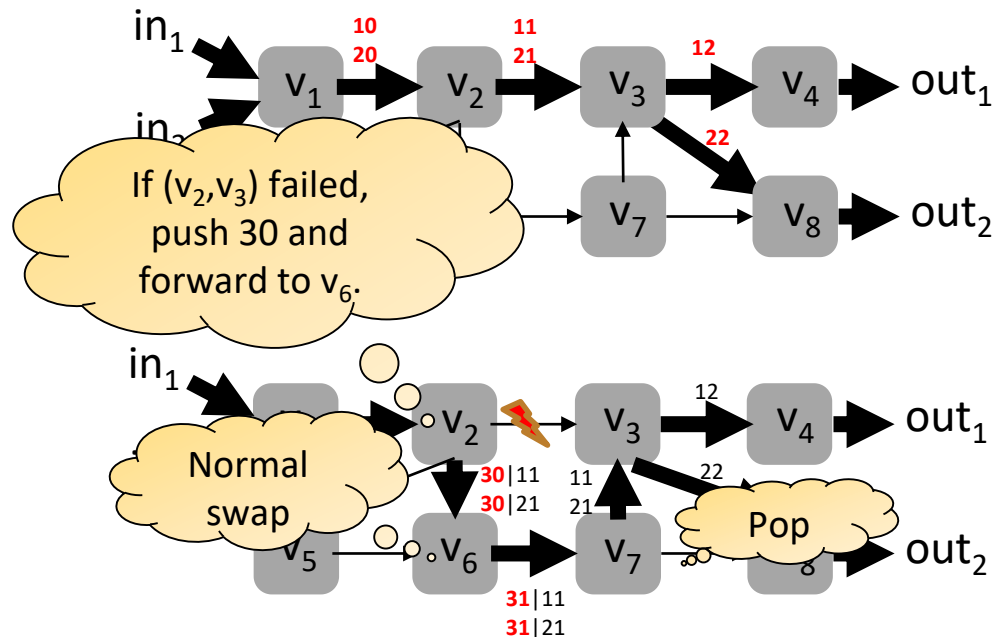 in1
10
20
11
21
12
v1
v2
v3
v4
out1
22
If (v2,v3) failed,
push 30 and
forward to v6.
v7
v8
out2
in1
12
v2
v3
v4
out1
Normal
swap
30|11
30|21
11
21
22
Pop
v5
v6
v7
8
out2
31|11
31|21